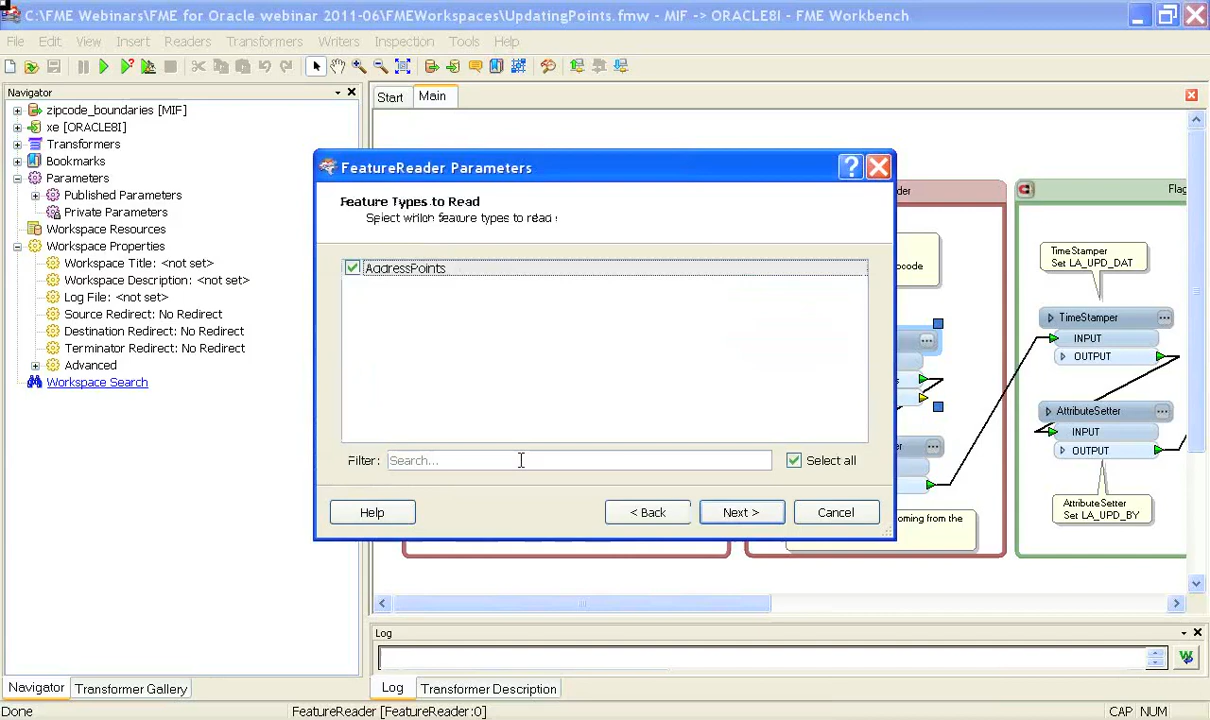 C:\FME Webinars\FME for Oracle webinar 2011-06\FMEWorkspaces\UpdatingPoints.fmw - MIF -> ORACLE8I - FME Workbench
File Edit View Insert Readers Transformers Writers Inspection Tools Help
Navigator
zipcode_boundaries [MIF]
xe [ORACLE8I]
Transformers
Bookmarks
Parameters
Published Parameters
Private Parameters
Workspace Resources
Workspace Properties
Workspace Title: <not set>
Workspace Description: <not set>
Log File: <not set>
Source Redirect: No Redirect
Destination Redirect: No Redirect
Terminator Redirect: No Redirect
Advanced
Workspace Search
Navigator Transformer Gallery
Start Main
FeatureReader Parameters
Feature Types to Read
Select which feature types to read :
AddressPoints
Filter: Search... Select all
Help < Back Next > Cancel
TimeStamper
Set LA_UPD_DAT
TimeStamper
INPUT
OUTPUT
AttributeSetter
INPUT
OUTPUT
AttributeSetter
Set LA_UPD_BY
oming from the
Log
Log Transformer Description
Done FeatureReader [FeatureReader:0] CAP NUM